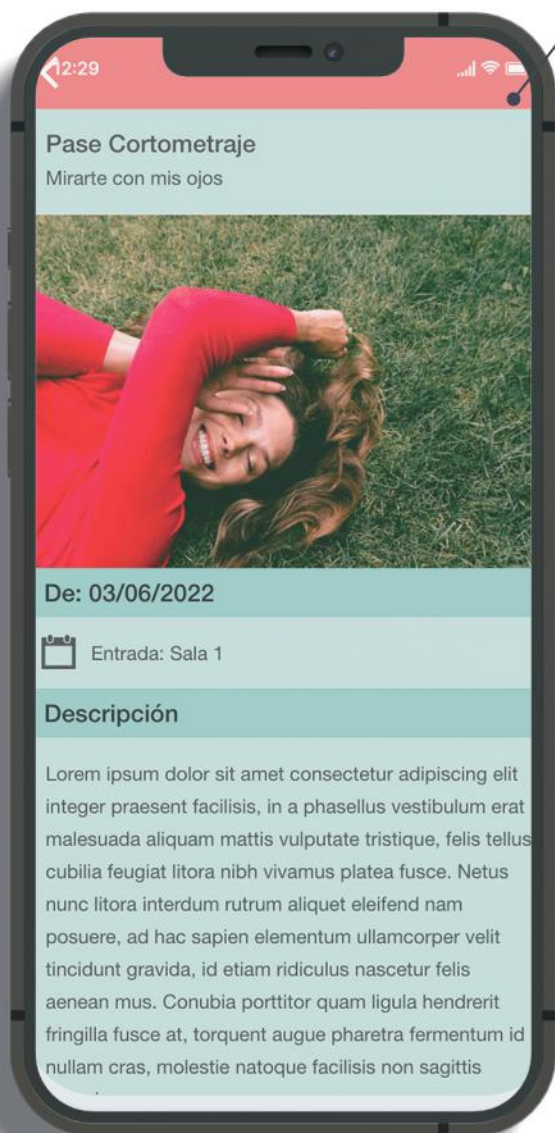 12:29
Pase Cortometraje
Mirarte con mis ojos
De: 03/06/2022
Entrada: Sala 1
Descripción
Lorem ipsum dolor sit amet consectetur adipiscing elit
integer praesent facilisis, in a phasellus vestibulum erat
malesuada aliquam mattis vulputate tristique, felis tellus
cubilia feugiat litora nibh vivamus platea fusce. Netus
nunc litora interdum rutrum aliquet eleifend nam
posuere, ad hac sapien elementum ullamcorper velit
tincidunt gravida, id etiam ridiculus nascetur felis
aenean mus. Conubia porttitor quam ligula hendrerit
fringilla fusce at, torquent augue pharetra fermentum id
nullam cras, molestie natoque facilisis non sagittis